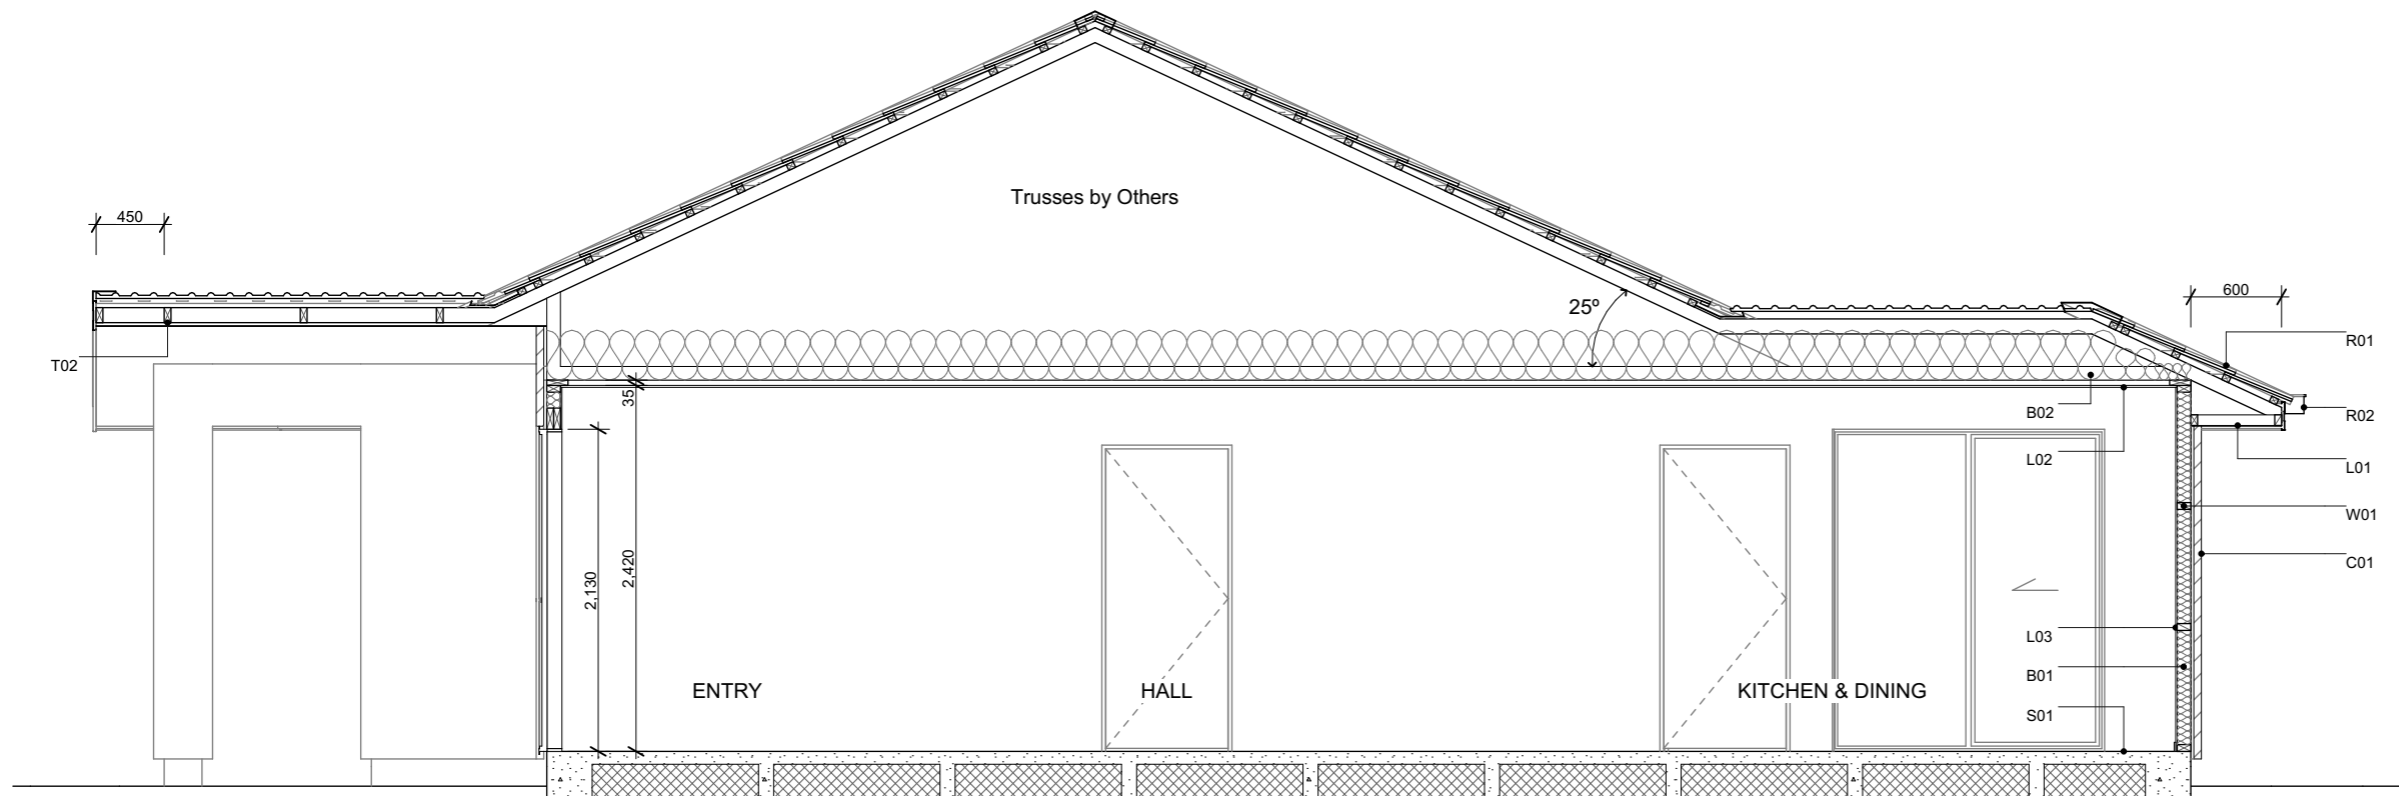 Trusses by Others
450
600
25º
R01
T02
35
B02
R02
L02
L01
W01
C01
2,130
2,420
L03
B01
ENTRY
HALL
KITCHEN & DINING
S01